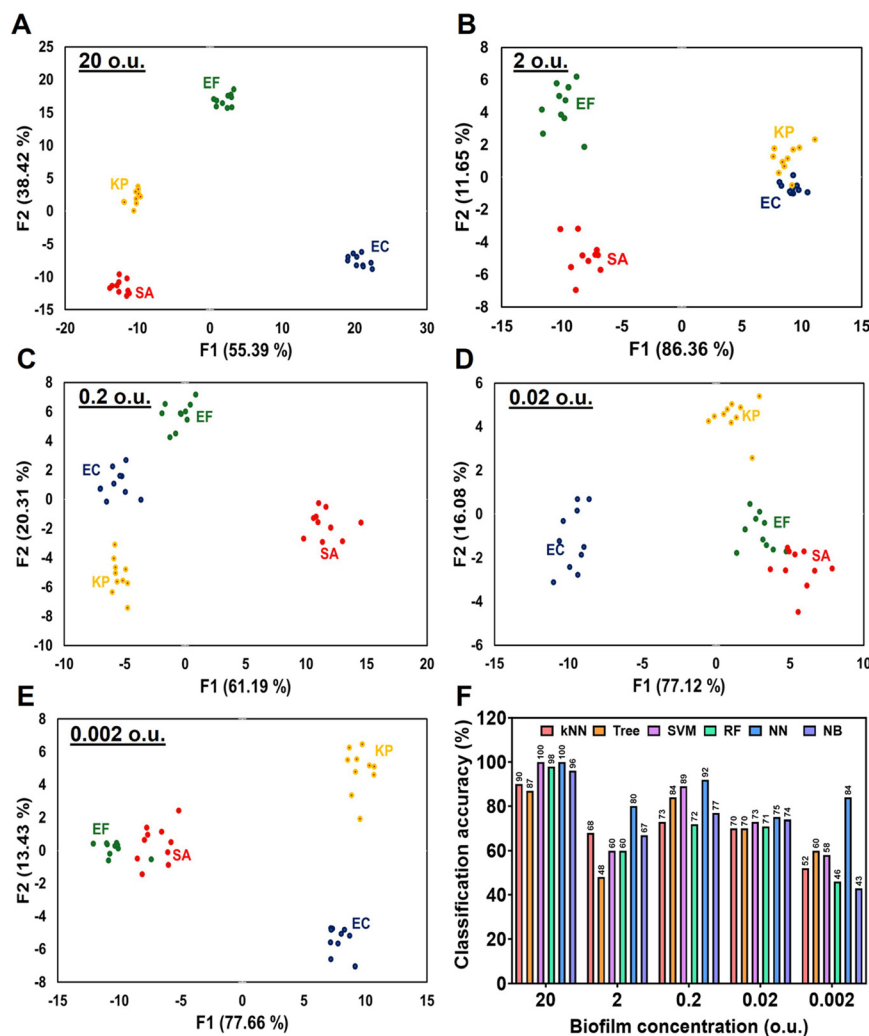 A
20 o.u.
25
20
15
10
5
0
-5
-10
-15
-20
-10
0
10
20
30
F2 (38.42 %)
F1 (55.39 %)
EF
KP
EC
SA
B
2 o.u.
8
6
4
2
0
-2
-4
-6
-8
-15
-10
-5
0
5
10
15
F2 (11.65 %)
F1 (86.36 %)
EF
KP
EC
SA
C
0.2 o.u.
8
6
4
2
0
-2
-4
-6
-8
-10
-10
-5
0
5
10
15
20
F2 (20.31 %)
F1 (61.19 %)
EF
EC
SA
KP
D
0.02 o.u.
6
4
2
0
-2
-4
-6
-15
-10
-5
0
5
10
F2 (16.08 %)
F1 (77.12 %)
KP
EF
EC
SA
E
0.002 o.u.
8
6
4
2
0
-2
-4
-6
-8
-15
-10
-5
0
5
10
15
F2 (13.43 %)
F1 (77.66 %)
KP
EF
SA
EC
F
kNN Tree SVM RF NN NB
120
100
80
60
40
20
0
Classification accuracy (%)
90 87 100 98 100 96
68 48 60 60 80 67
73 84 89 72 92 77
70 70 73 71 75 74
52 60 58 46 84 43
20 2 0.2 0.02 0.002
Biofilm concentration (o.u.)